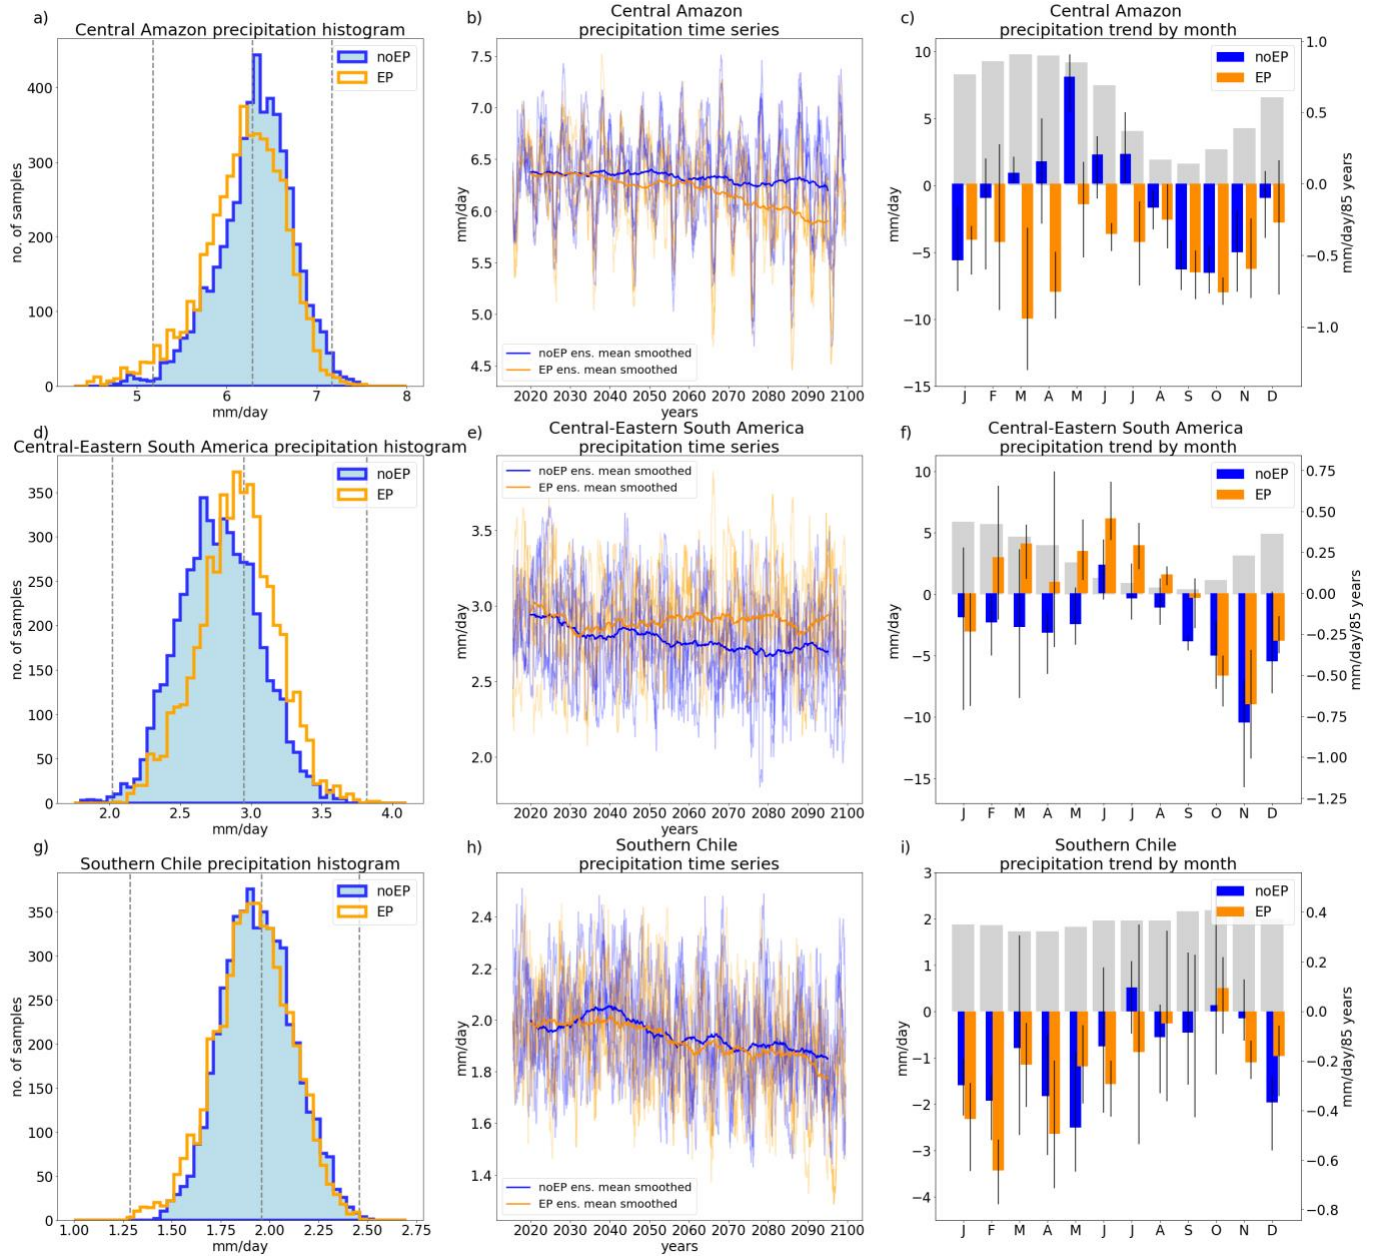 a)
Central Amazon precipitation histogram
noEP
EP
no. of samples
400
300
200
100
0
5
6
7
8
mm/day
b)
Central Amazon
precipitation time series
mm/day
7.5
7.0
6.5
6.0
5.5
5.0
4.5
noEP ens. mean smoothed
EP ens. mean smoothed
2020 2030 2040 2050 2060 2070 2080 2090 2100
years
c)
Central Amazon
precipitation trend by month
noEP
EP
mm/day
10
5
0
−5
−10
−15
1.0
0.5
0.0
−0.5
−1.0
mm/day/85 years
J F M A M J J A S O N D
d)
Central-Eastern South America precipitation histogram
noEP
EP
no. of samples
350
300
250
200
150
100
50
0
2.0
2.5
3.0
3.5
4.0
mm/day
e)
Central-Eastern South America
precipitation time series
noEP ens. mean smoothed
EP ens. mean smoothed
mm/day
3.5
3.0
2.5
2.0
2020 2030 2040 2050 2060 2070 2080 2090 2100
years
f)
Central-Eastern South America
precipitation trend by month
noEP
EP
mm/day
10
5
0
−5
−10
−15
0.75
0.50
0.25
0.00
−0.25
−0.50
−0.75
−1.00
−1.25
mm/day/85 years
J F M A M J J A S O N D
g)
Southern Chile precipitation histogram
noEP
EP
no. of samples
350
300
250
200
150
100
50
0
1.00
1.25
1.50
1.75
2.00
2.25
2.50
2.75
mm/day
h)
Southern Chile
precipitation time series
mm/day
2.4
2.2
2.0
1.8
1.6
1.4
noEP ens. mean smoothed
EP ens. mean smoothed
2020 2030 2040 2050 2060 2070 2080 2090 2100
years
i)
Southern Chile
precipitation trend by month
noEP
EP
mm/day
3
2
1
0
−1
−2
−3
−4
0.4
0.2
0.0
−0.2
−0.4
−0.6
−0.8
mm/day/85 years
J F M A M J J A S O N D